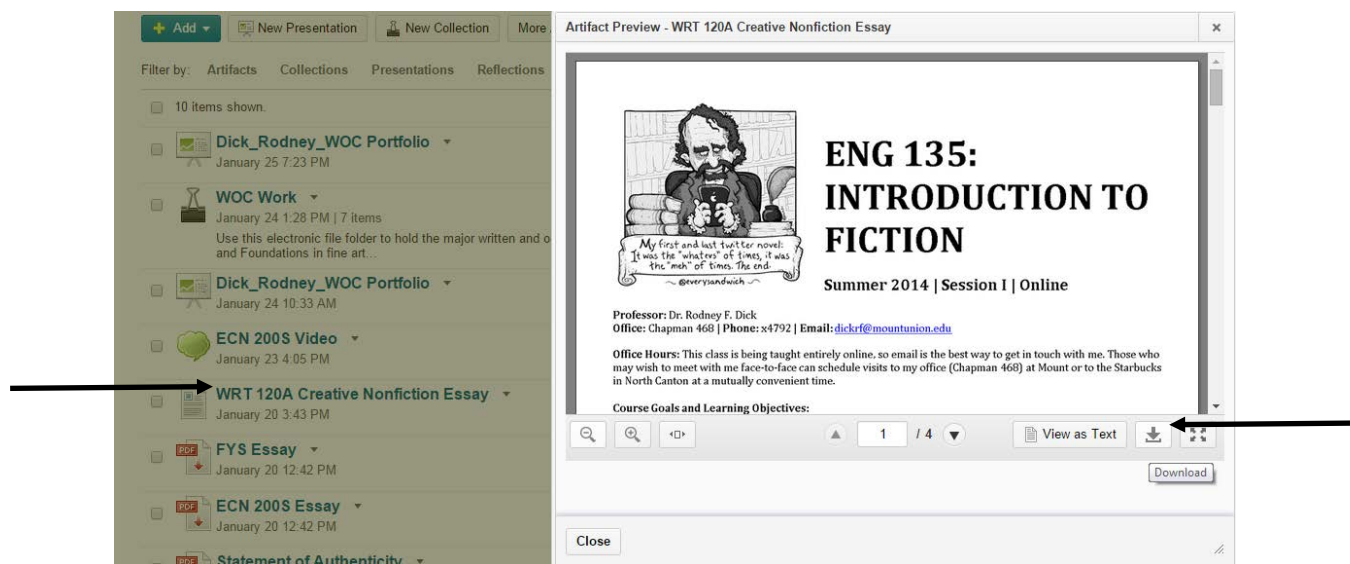 Add
New Presentation
New Collection
More
Filter by: Artifacts Collections Presentations Reflections
10 items shown.
Dick_Rodney_WOC Portfolio
January 25 7:23 PM
WOC Work
January 24 1:28 PM | 7 items
Use this electronic file folder to hold the major written and o
and Foundations in fine art...
Dick_Rodney_WOC Portfolio
January 24 10:33 AM
ECN 200S Video
January 23 4:05 PM
WRT 120A Creative Nonfiction Essay
January 20 3:43 PM
PDF
FYS Essay
January 20 12:42 PM
PDF
ECN 200S Essay
January 20 12:42 PM
PDF
Statement of Authenticity
Artifact Preview - WRT 120A Creative Nonfiction Essay
My first and last twitter novel:
It was the "whatevs" of times, it was
the "meh" of times. The end.
@everysandwich
ENG 135:
INTRODUCTION TO
FICTION
Summer 2014 | Session I | Online
Professor: Dr. Rodney F. Dick
Office: Chapman 468 | Phone: x4792 | Email: dickrf@mountunion.edu
Office Hours: This class is being taught entirely online, so email is the best way to get in touch with me. Those who
may wish to meet with me face-to-face can schedule visits to my office (Chapman 468) at Mount or to the Starbucks
in North Canton at a mutually convenient time.
Course Goals and Learning Objectives:
1 / 4
View as Text
Download
Close